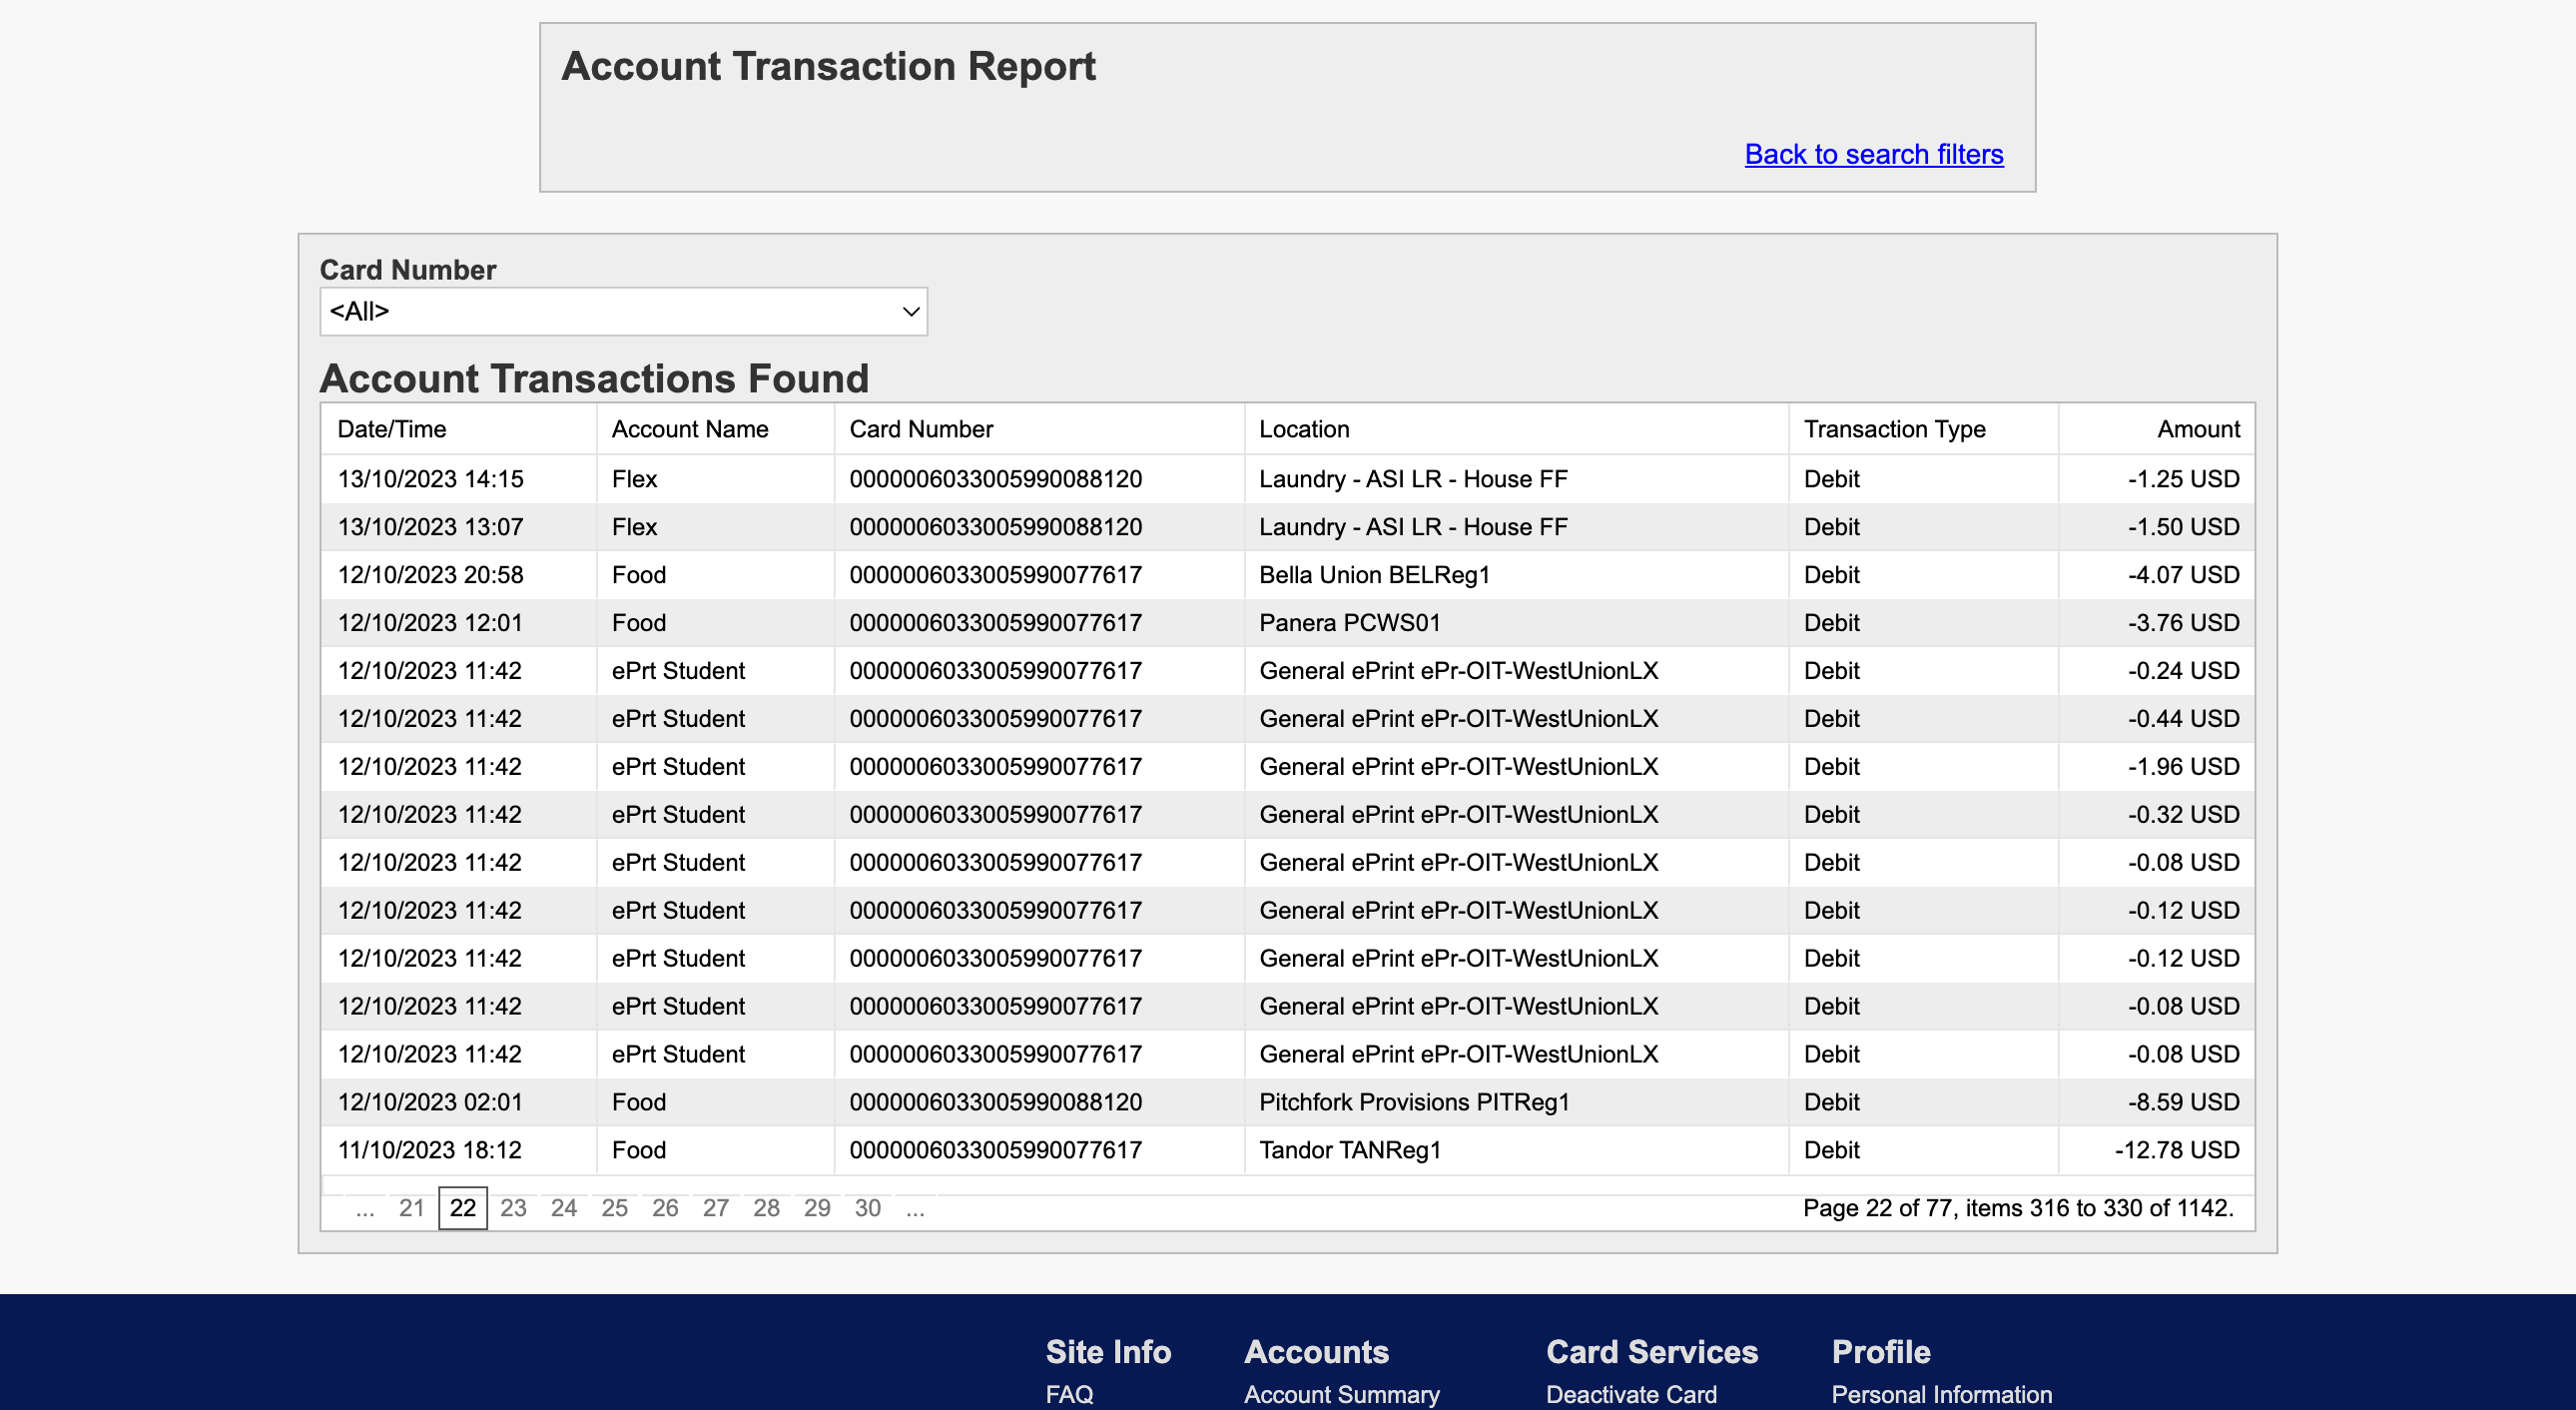 Account Transaction Report
Back to search filters
Card Number
<All>
Account Transactions Found
Date/Time Account Name Card Number Location Transaction Type Amount
13/10/2023 14:15 Flex 0000006033005990088120 Laundry - ASI LR - House FF Debit -1.25 USD
13/10/2023 13:07 Flex 0000006033005990088120 Laundry - ASI LR - House FF Debit -1.50 USD
12/10/2023 20:58 Food 0000006033005990077617 Bella Union BELReg1 Debit -4.07 USD
12/10/2023 12:01 Food 0000006033005990077617 Panera PCWS01 Debit -3.76 USD
12/10/2023 11:42 ePrt Student 0000006033005990077617 General ePrint ePr-OIT-WestUnionLX Debit -0.24 USD
12/10/2023 11:42 ePrt Student 0000006033005990077617 General ePrint ePr-OIT-WestUnionLX Debit -0.44 USD
12/10/2023 11:42 ePrt Student 0000006033005990077617 General ePrint ePr-OIT-WestUnionLX Debit -1.96 USD
12/10/2023 11:42 ePrt Student 0000006033005990077617 General ePrint ePr-OIT-WestUnionLX Debit -0.32 USD
12/10/2023 11:42 ePrt Student 0000006033005990077617 General ePrint ePr-OIT-WestUnionLX Debit -0.08 USD
12/10/2023 11:42 ePrt Student 0000006033005990077617 General ePrint ePr-OIT-WestUnionLX Debit -0.12 USD
12/10/2023 11:42 ePrt Student 0000006033005990077617 General ePrint ePr-OIT-WestUnionLX Debit -0.12 USD
12/10/2023 11:42 ePrt Student 0000006033005990077617 General ePrint ePr-OIT-WestUnionLX Debit -0.08 USD
12/10/2023 11:42 ePrt Student 0000006033005990077617 General ePrint ePr-OIT-WestUnionLX Debit -0.08 USD
12/10/2023 02:01 Food 0000006033005990088120 Pitchfork Provisions PITReg1 Debit -8.59 USD
11/10/2023 18:12 Food 0000006033005990077617 Tandor TANReg1 Debit -12.78 USD
... 21 22 23 24 25 26 27 28 29 30 ... Page 22 of 77, items 316 to 330 of 1142.
Site Info Accounts Card Services Profile
FAQ Account Summary Deactivate Card Personal Information